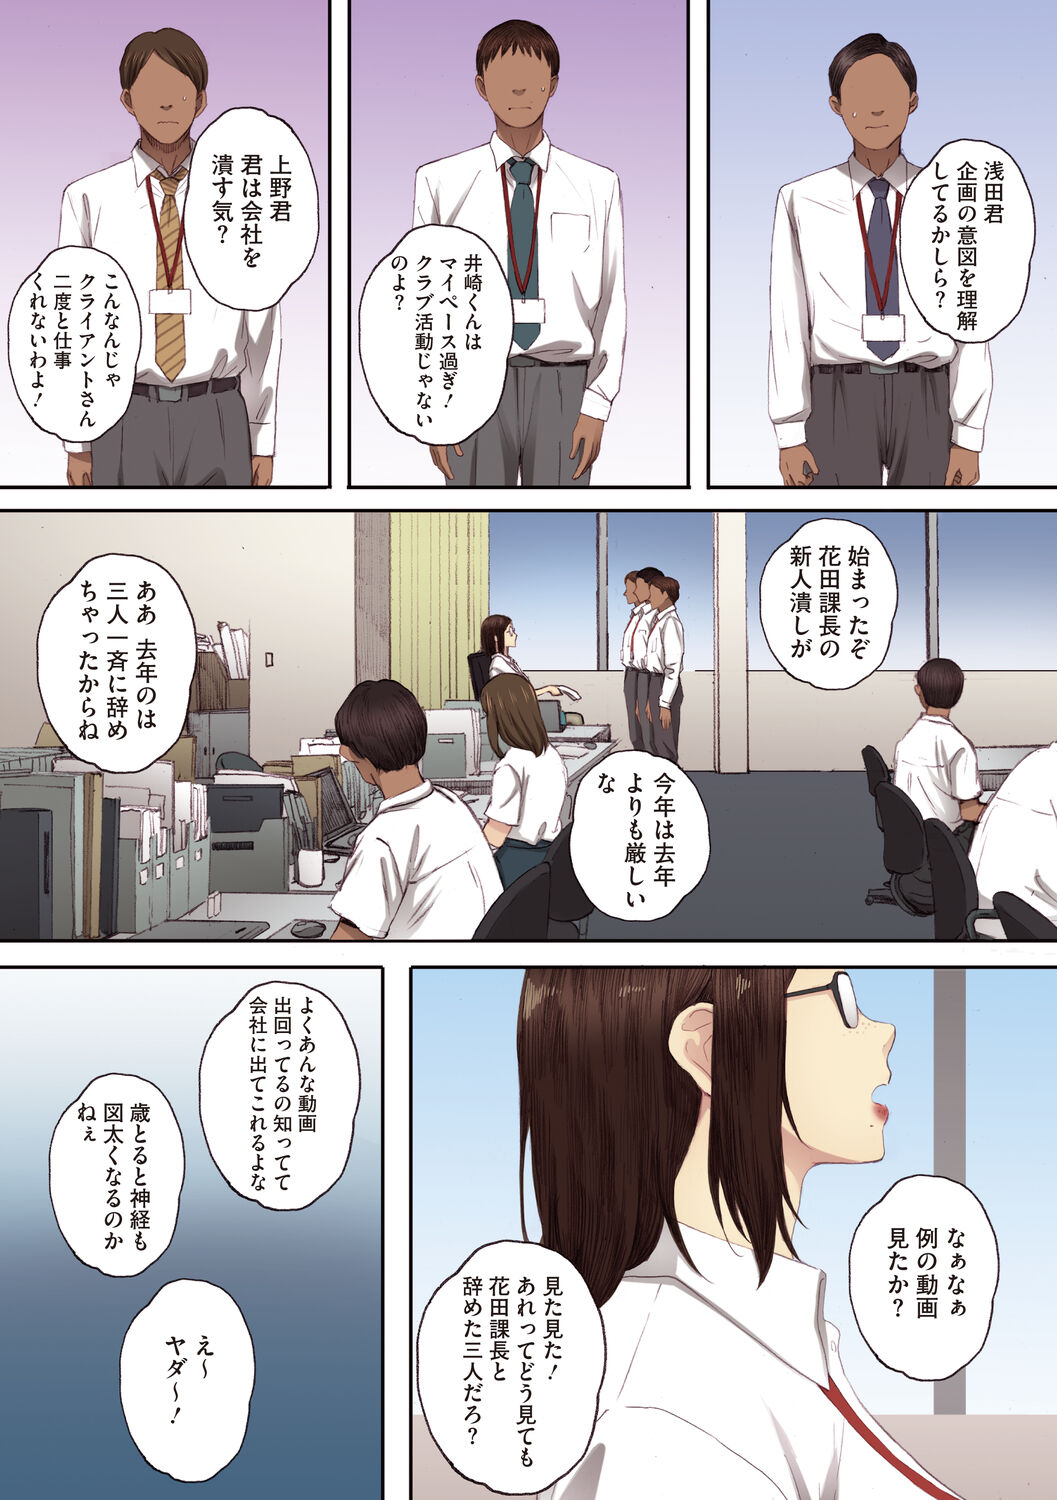 浅田君
企画の意図を理解
してるかしら？
井崎くんは
マイペース過ぎ！
クラブ活動じゃない
のよ？
上野君
君は会社を
潰す気？
こんなんじゃ
クライアントさん
二度と仕事
くれないわよ！
始まったぞ
花田課長の
新人潰しが
今年は去年
よりも厳しい
な
ああ 去年のは
三人一斉に辞め
ちゃったからね
なぁなぁ
例の動画
見たか？
見た見た！
あれってどう見ても
花田課長と
辞めた三人だろ？
よくあんな動画
出回ってるの知ってて
会社に出てこれるよな
歳とると神経も
図太くなるのか
ねぇ
え〜
ヤダ〜！